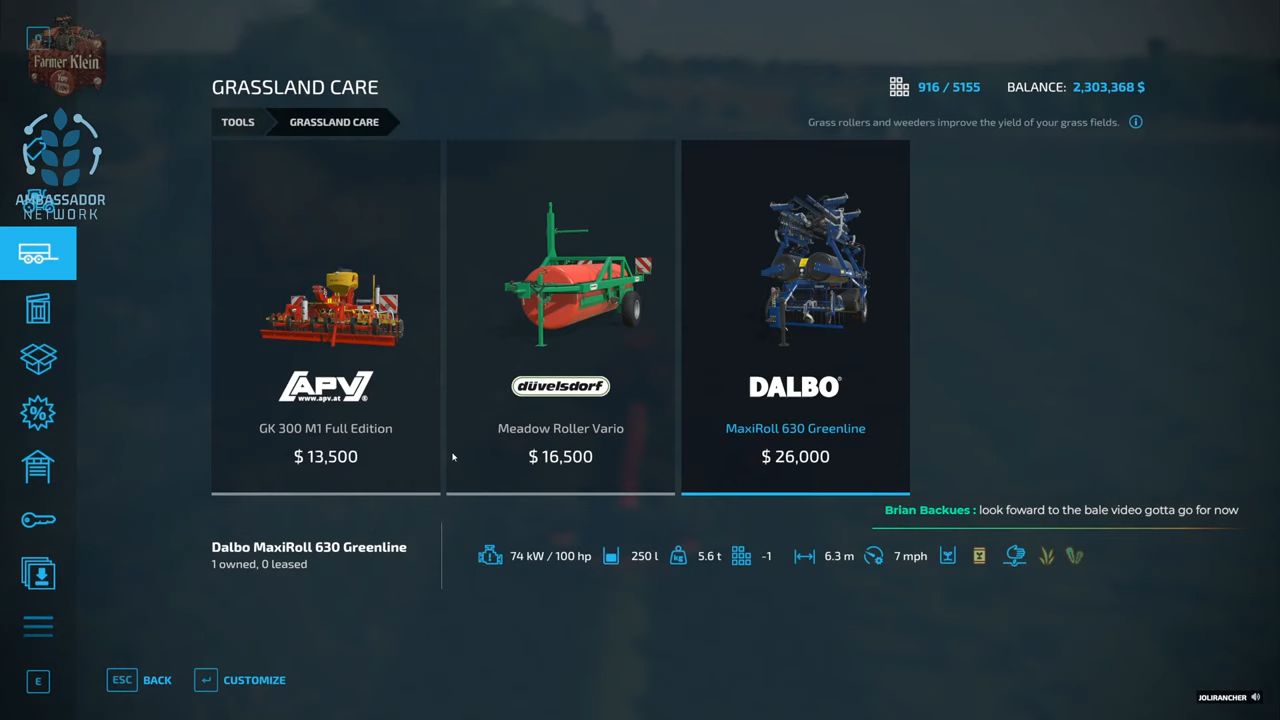 Farmer Klein
AMBASSADOR
NETWORK
GRASSLAND CARE
916 / 5155
BALANCE: 2,303,368 $
TOOLS
GRASSLAND CARE
Grass rollers and weeders improve the yield of your grass fields.
APV
www.apv.at
düvelsdorf
DALBO
GK 300 M1 Full Edition
Meadow Roller Vario
MaxiRoll 630 Greenline
$ 13,500
$ 16,500
$ 26,000
Brian Backues : look foward to the bale video gotta go for now
Dalbo MaxiRoll 630 Greenline
1 owned, 0 leased
74 kW / 100 hp
250 l
5.6 t
-1
6.3 m
7 mph
E
ESC BACK
CUSTOMIZE
JOLIRANCHER